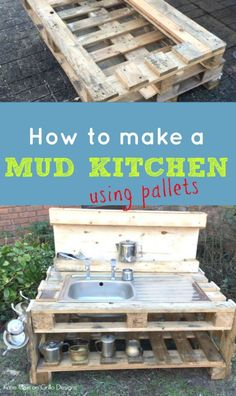 How to make a
MUD KITCHEN
using pallets